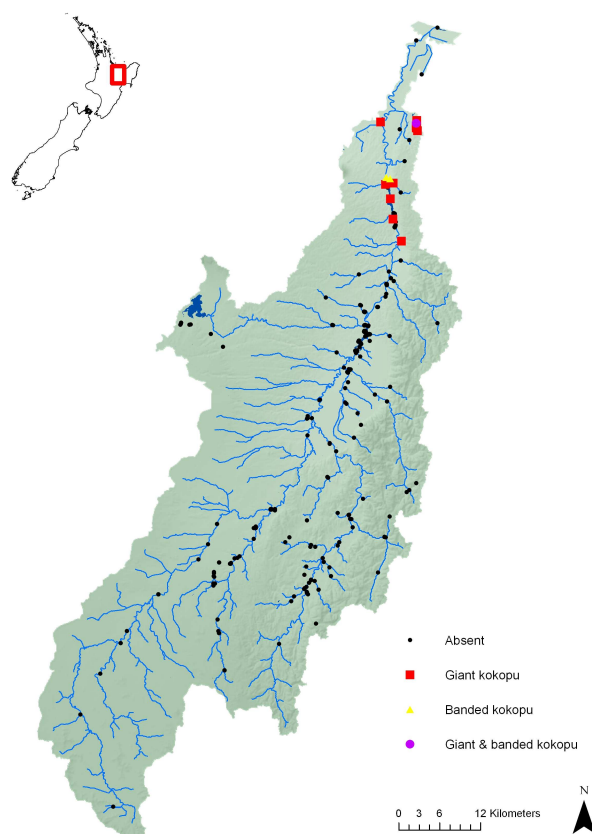 Absent
Giant kokopu
Banded kokopu
Giant & banded kokopu
N
0 3 6 12 Kilometers